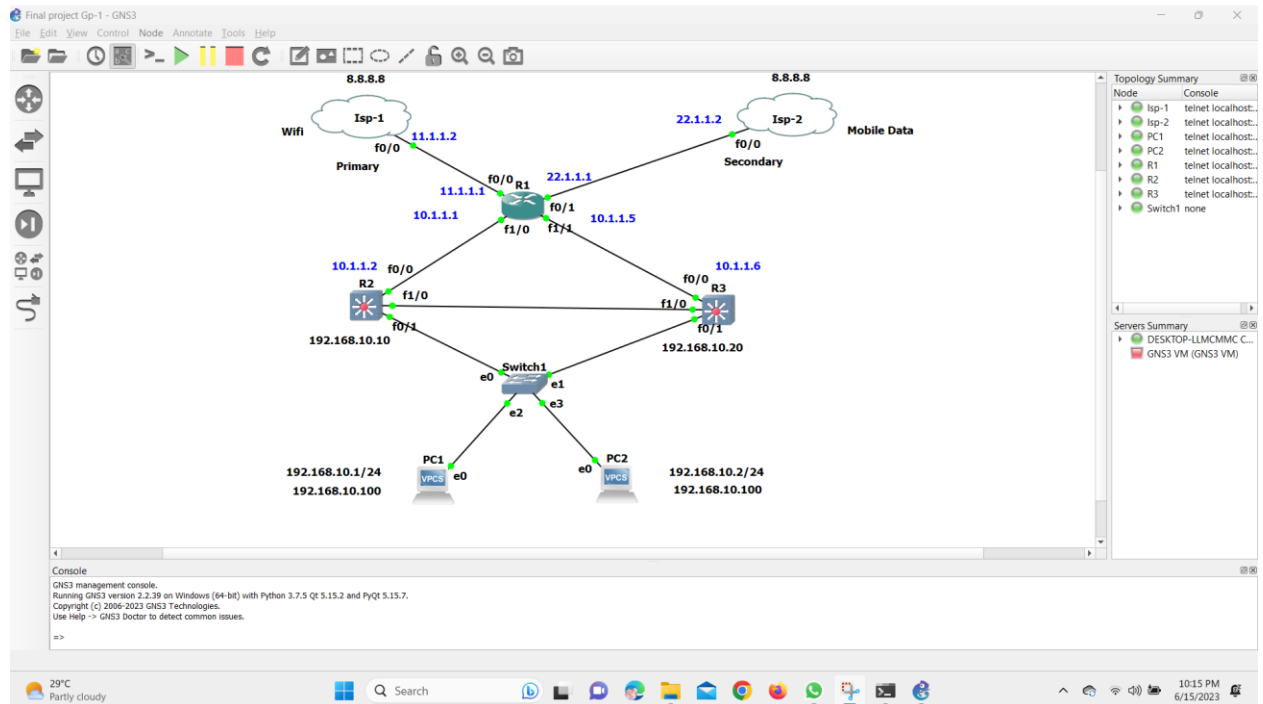 Final project Gp-1 - GNS3
File Edit View Control Node Annotate Tools Help
8.8.8.8
8.8.8.8
Isp-1
Isp-2
Wifi
Mobile Data
11.1.1.2
22.1.1.2
f0/0
f0/0
Primary
Secondary
f0/0
R1
22.1.1.1
11.1.1.1
f0/1
10.1.1.1
10.1.1.5
f1/0
f1/1
10.1.1.2
f0/0
10.1.1.6
f0/0
R2
R3
f1/0
f1/0
f0/1
f0/1
192.168.10.10
192.168.10.20
Switch1
e0
e1
e2
e3
PC1
PC2
e0
e0
VPCS
VPCS
192.168.10.1/24
192.168.10.100
192.168.10.2/24
192.168.10.100
Topology Summary
Node Console
Isp-1 telnet localhost:..
Isp-2 telnet localhost:..
PC1 telnet localhost:..
PC2 telnet localhost:..
R1 telnet localhost:..
R2 telnet localhost:..
R3 telnet localhost:..
Switch1 none
Servers Summary
DESKTOP-LLMCMMC C...
GNS3 VM (GNS3 VM)
Console
GNS3 management console.
Running GNS3 version 2.2.39 on Windows (64-bit) with Python 3.7.5 Qt 5.15.2 and PyQt 5.15.7.
Copyright (c) 2006-2023 GNS3 Technologies.
Use Help -> GNS3 Doctor to detect common issues.
=>
29°C
Partly cloudy
Search
10:15 PM
6/15/2023